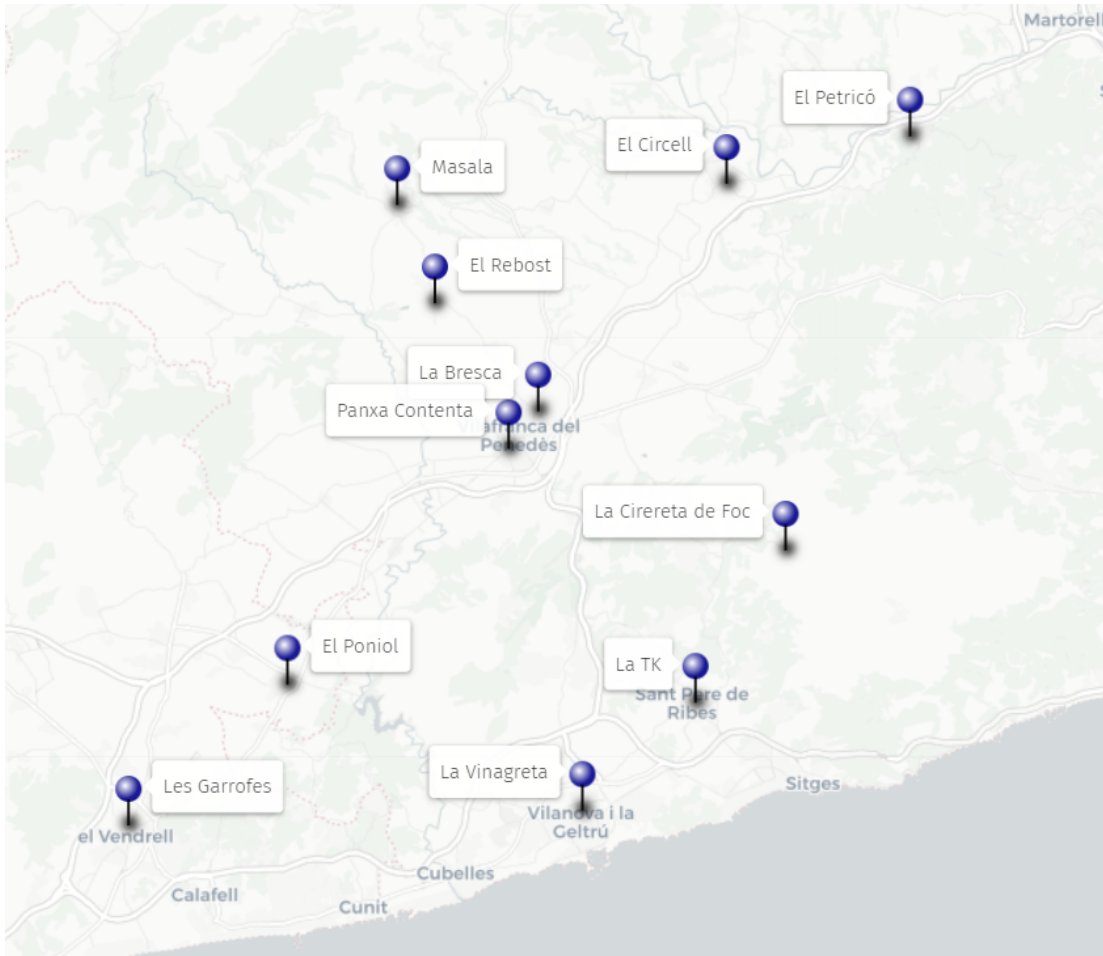 Martorell
El Petricó
El Circell
Masala
El Rebost
La Bresca
Panxa Contenta
Vilafranca del
Penedès
La Cirereta de Foc
El Poniol
La TK
Sant Pere de
Ribes
La Vinagreta
Sitges
Les Garrofes
Vilanova i la
Geltrú
el Vendrell
Cubelles
Calafell
Cunit